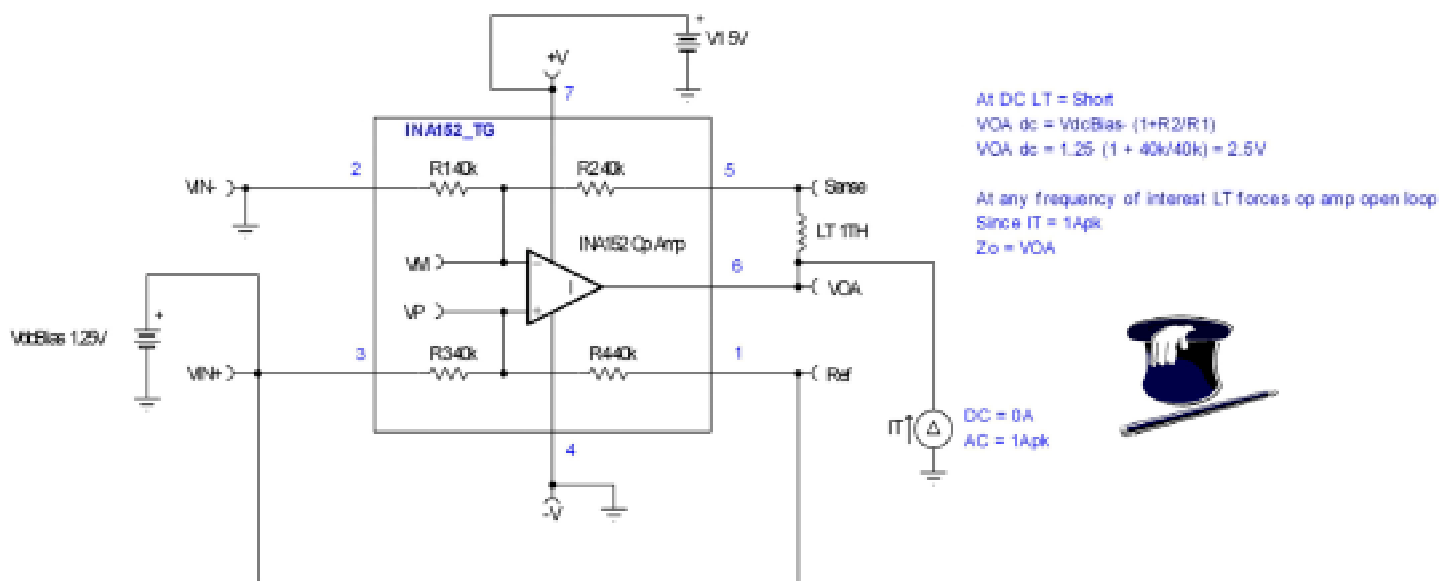 V1 5V
+V
7
At DC LT = Short
VOA dc = VdcBias· (1+R2/R1)
VOA dc = 1.25· (1 + 40k/40k) = 2.5V
At any frequency of interest LT forces op amp open loop
Since IT = 1Apk
Zo = VOA
INA152_TG
2
R1 40k
R2 40k
5
VIN-
Sense
LT 1TH
INA152 Op Amp
VM
6
VOA
VP
VdcBias 1.25V
3
R3 40k
R4 40k
1
VIN+
Ref
IT
DC = 0A
AC = 1Apk
4
-V